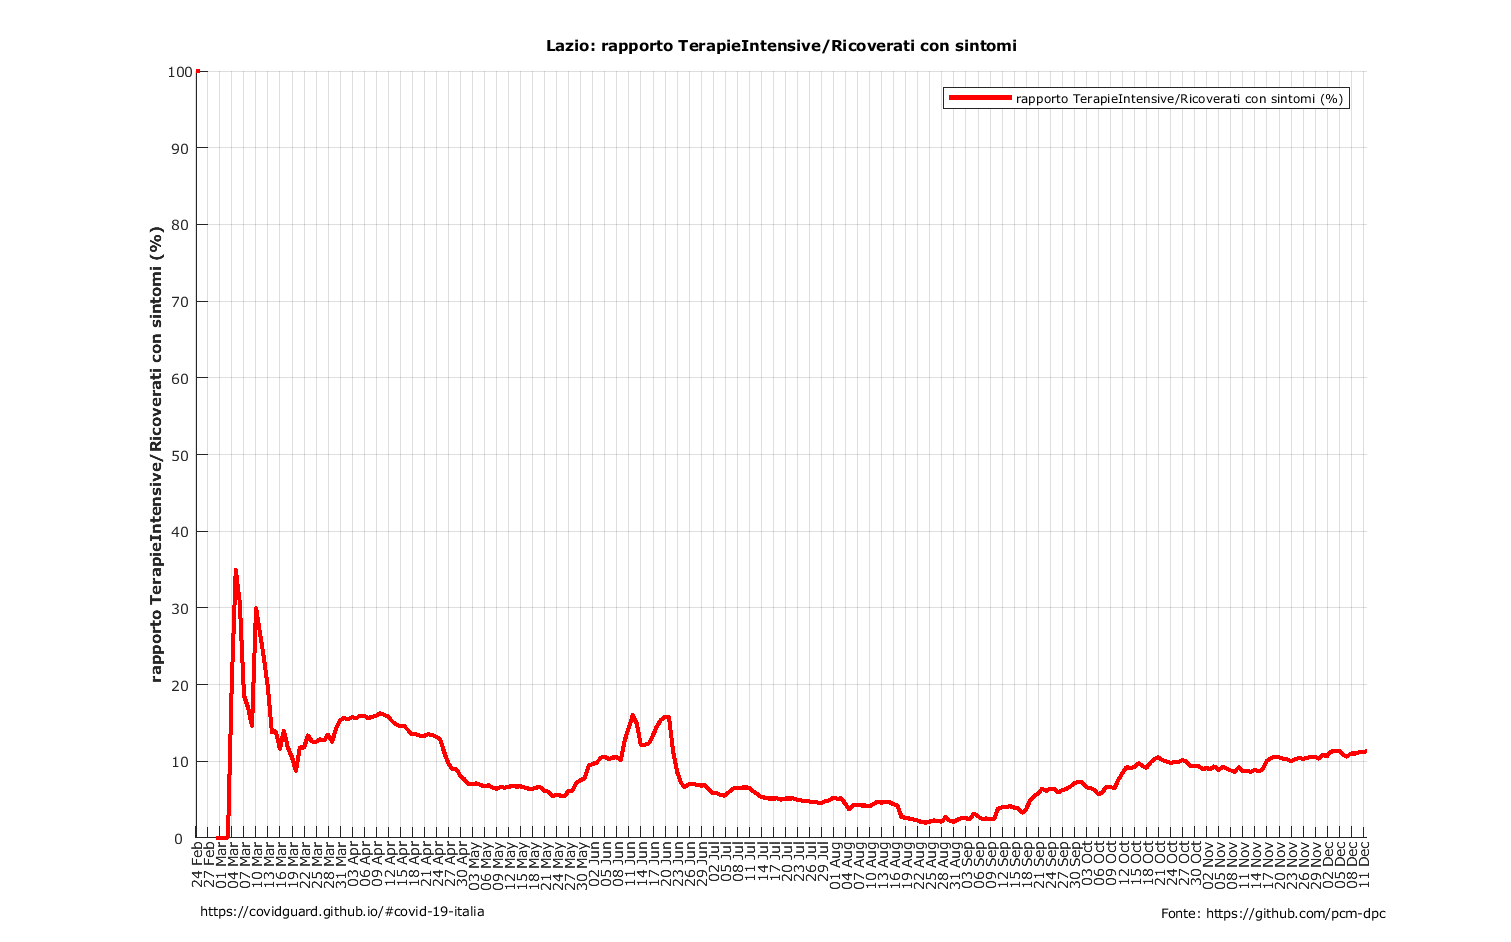 Lazio: rapporto TerapieIntensive/Ricoverati con sintomi
rapporto TerapieIntensive/Ricoverati con sintomi (%)
rapporto TerapieIntensive/Ricoverati con sintomi (%)
100
90
80
70
60
50
40
30
20
10
0
24 Feb
27 Feb
01 Mar
04 Mar
07 Mar
10 Mar
13 Mar
16 Mar
19 Mar
22 Mar
25 Mar
28 Mar
31 Mar
03 Apr
06 Apr
09 Apr
12 Apr
15 Apr
18 Apr
21 Apr
24 Apr
27 Apr
30 Apr
03 May
06 May
09 May
12 May
15 May
18 May
21 May
24 May
27 May
30 May
02 Jun
05 Jun
08 Jun
11 Jun
14 Jun
17 Jun
20 Jun
23 Jun
26 Jun
29 Jun
02 Jul
05 Jul
08 Jul
11 Jul
14 Jul
17 Jul
20 Jul
23 Jul
26 Jul
29 Jul
01 Aug
04 Aug
07 Aug
10 Aug
13 Aug
16 Aug
19 Aug
22 Aug
25 Aug
28 Aug
31 Aug
03 Sep
06 Sep
09 Sep
12 Sep
15 Sep
18 Sep
21 Sep
24 Sep
27 Sep
30 Sep
03 Oct
06 Oct
09 Oct
12 Oct
15 Oct
18 Oct
21 Oct
24 Oct
27 Oct
30 Oct
02 Nov
05 Nov
08 Nov
11 Nov
14 Nov
17 Nov
20 Nov
23 Nov
26 Nov
29 Nov
02 Dec
05 Dec
08 Dec
11 Dec
https://covidguard.github.io/#covid-19-italia
Fonte: https://github.com/pcm-dpc